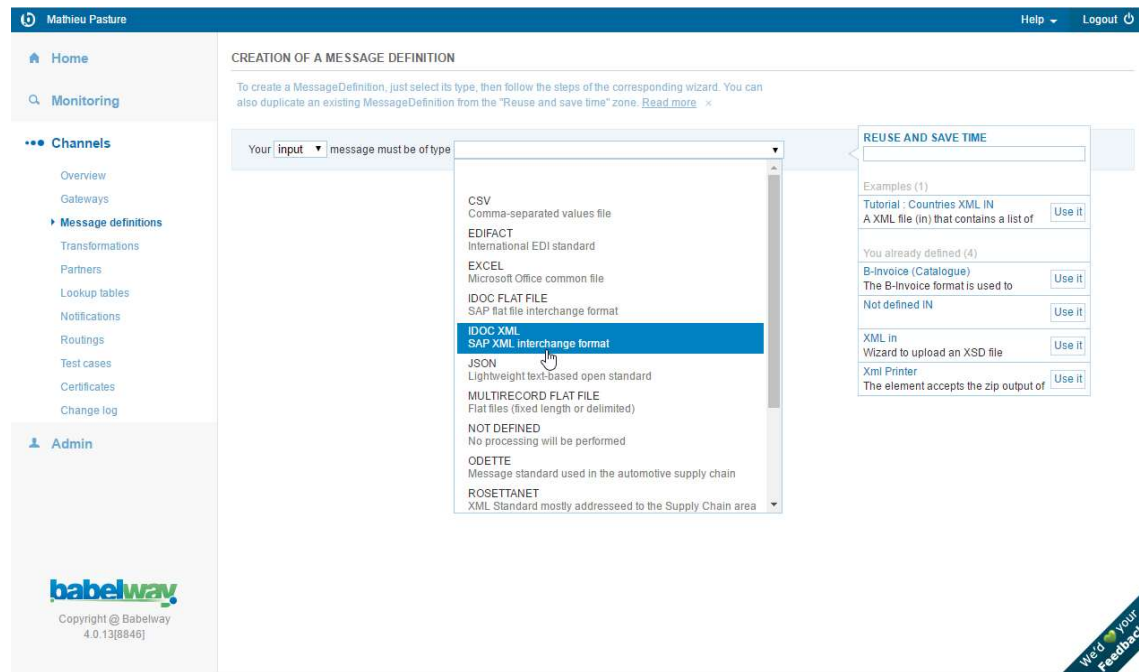 Mathieu Pasture
Help
Logout
Home
Monitoring
Channels
Overview
Gateways
Message definitions
Transformations
Partners
Lookup tables
Notifications
Routings
Test cases
Certificates
Change log
Admin
babelway
Copyright @ Babelway
4.0.13[8846]
CREATION OF A MESSAGE DEFINITION
To create a MessageDefinition, just select its type, then follow the steps of the corresponding wizard. You can
also duplicate an existing MessageDefinition from the "Reuse and save time" zone. Read more ×
Your input message must be of type
CSV
Comma-separated values file
EDIFACT
International EDI standard
EXCEL
Microsoft Office common file
IDOC FLAT FILE
SAP flat file interchange format
IDOC XML
SAP XML interchange format
JSON
Lightweight text-based open standard
MULTIRECORD FLAT FILE
Flat files (fixed length or delimited)
NOT DEFINED
No processing will be performed
ODETTE
Message standard used in the automotive supply chain
ROSETTANET
XML Standard mostly addresseed to the Supply Chain area
REUSE AND SAVE TIME
Examples (1)
Tutorial : Countries XML IN
A XML file (in) that contains a list of
Use it
You already defined (4)
B-Invoice (Catalogue)
The B-Invoice format is used to
Use it
Not defined IN
Use it
XML in
Wizard to upload an XSD file
Use it
Xml Printer
The element accepts the zip output of
Use it
We'd your
Feedback